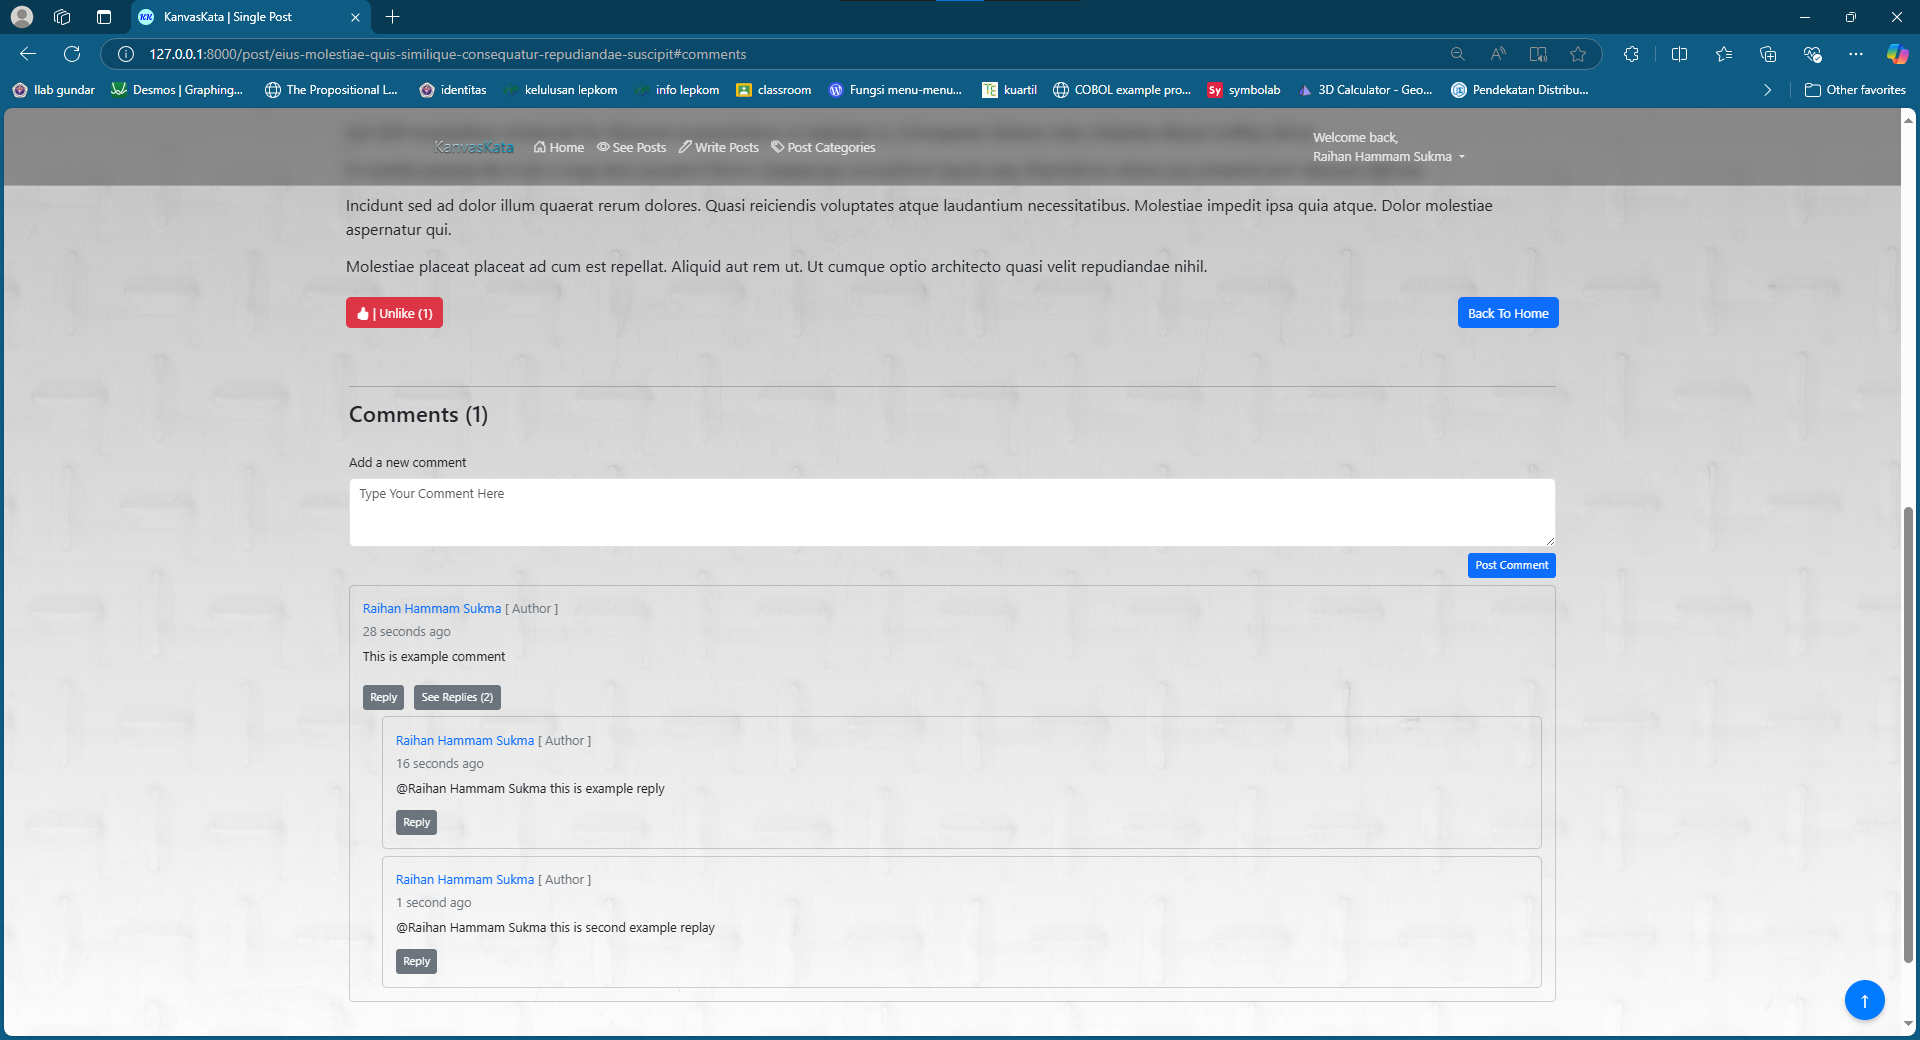 KanvasKata | Single Post
127.0.0.1:8000/post/eius-molestiae-quis-similique-consequatur-repudiandae-suscipit#comments
Ilab gundar
Desmos | Graphing...
The Propositional L...
identitas
kelulusan lepkom
info lepkom
classroom
Fungsi menu-menu...
TE kuartil
COBOL example pro...
Sy symbolab
3D Calculator - Geo...
Pendekatan Distribu...
Other favorites
KanvasKata
Home
See Posts
Write Posts
Post Categories
Welcome back,
Raihan Hammam Sukma
Incidunt sed ad dolor illum quaerat rerum dolores. Quasi reiciendis voluptates atque laudantium necessitatibus. Molestiae impedit ipsa quia atque. Dolor molestiae
aspernatur qui.
Molestiae placeat placeat ad cum est repellat. Aliquid aut rem ut. Ut cumque optio architecto quasi velit repudiandae nihil.
| Unlike (1)
Back To Home
Comments (1)
Add a new comment
Type Your Comment Here
Post Comment
Raihan Hammam Sukma [ Author ]
28 seconds ago
This is example comment
Reply
See Replies (2)
Raihan Hammam Sukma [ Author ]
16 seconds ago
@Raihan Hammam Sukma this is example reply
Reply
Raihan Hammam Sukma [ Author ]
1 second ago
@Raihan Hammam Sukma this is second example replay
Reply